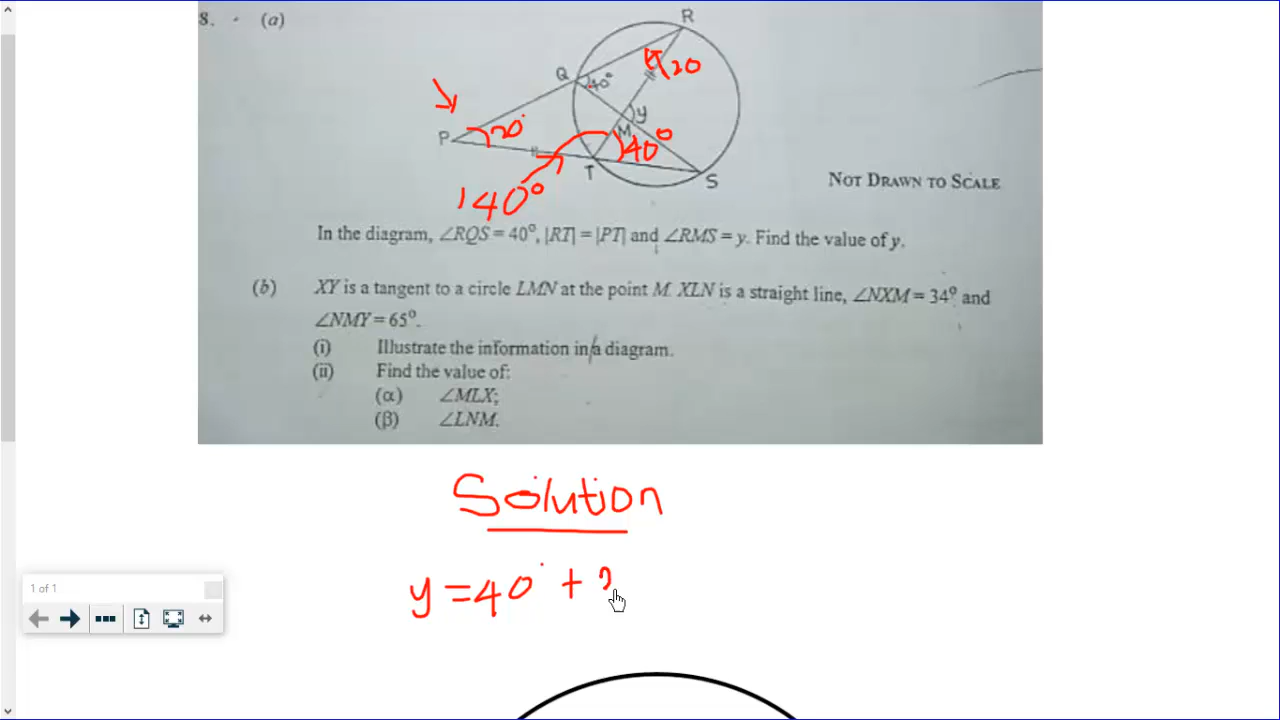 8. (a)
R
20
Q 40°
y
P 20°
M 40°
T
S
140°
NOT DRAWN TO SCALE
In the diagram, ∠RQS = 40°, |RT| = |PT| and ∠RMS = y. Find the value of y.
(b) XY is a tangent to a circle LMN at the point M. XLN is a straight line, ∠NXM = 34° and
∠NMY = 65°.
(i) Illustrate the information in a diagram.
(ii) Find the value of:
(α) ∠MLX;
(β) ∠LNM.
Solution
y = 40° + 2
1 of 1